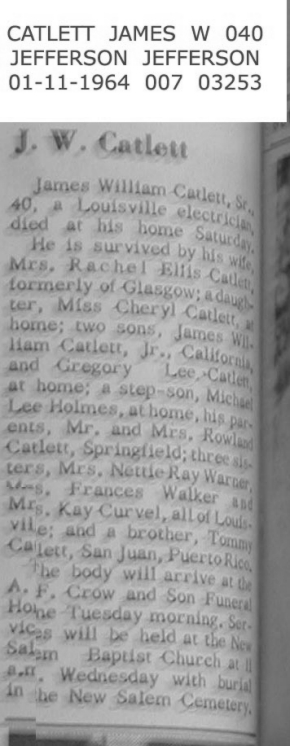 CATLETT JAMES W 040
JEFFERSON JEFFERSON
01-11-1964 007 03253
J. W. Catlett
James William Catlett, Sr.,
40, a Louisville electrician,
died at his home Saturday.
He is survived by his wife,
Mrs. Rachel Ellis Catlett,
formerly of Glasgow; a daugh-
ter, Miss Cheryl Catlett, at
home; two sons, James Wil-
liam Catlett, Jr., California,
and Gregory Lee, Catlett,
at home; a step-son, Michael
Lee Holmes, at home, his par-
ents, Mr. and Mrs. Rowland
Catlett, Springfield; three sis-
ters, Mrs. Nettie Ray Warner,
Mrs. Frances Walker and
Mrs. Kay Curvel, all of Louis-
ville; and a brother, Tommy
Catlett, San Juan, Puerto Rico.
The body will arrive at the
A. F. Crow and Son Funeral
Home Tuesday morning. Ser-
vices will be held at the New
Salem Baptist Church at 11
a.m. Wednesday with burial
in the New Salem Cemetery.